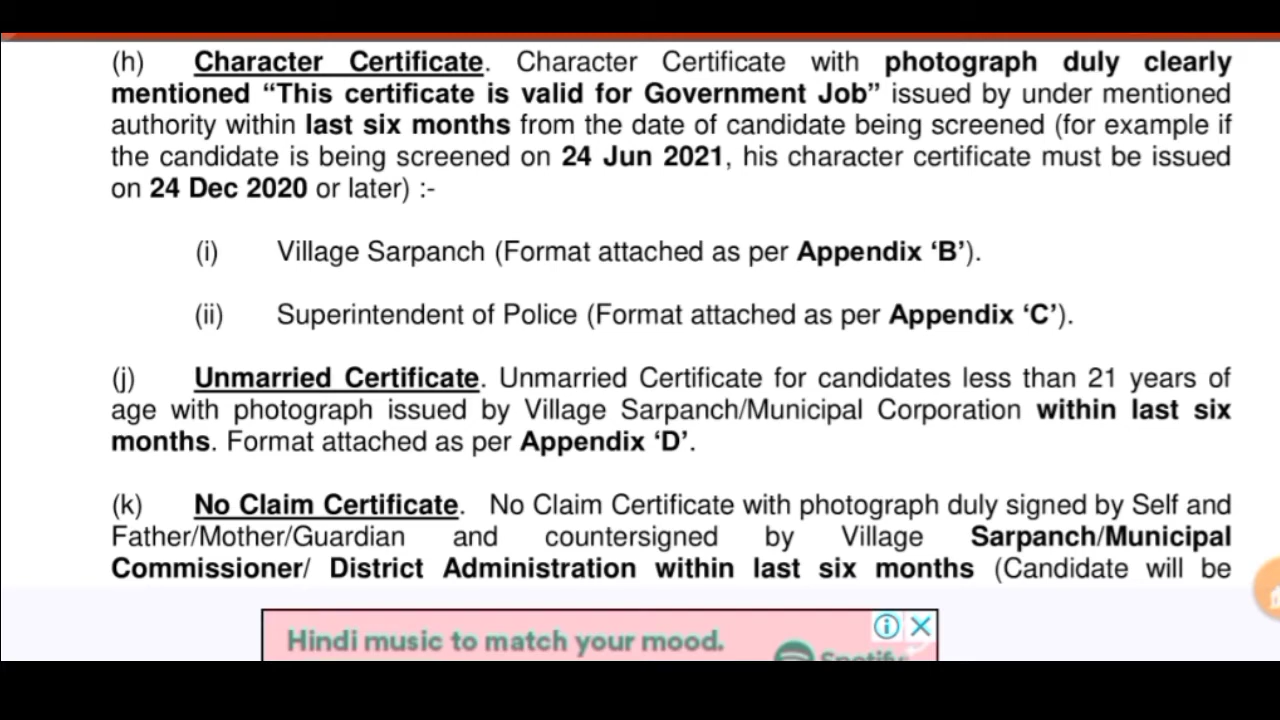 (h) Character Certificate. Character Certificate with photograph duly clearly
mentioned “This certificate is valid for Government Job” issued by under mentioned
authority within last six months from the date of candidate being screened (for example if
the candidate is being screened on 24 Jun 2021, his character certificate must be issued
on 24 Dec 2020 or later) :-
(i) Village Sarpanch (Format attached as per Appendix ‘B’).
(ii) Superintendent of Police (Format attached as per Appendix ‘C’).
(j) Unmarried Certificate. Unmarried Certificate for candidates less than 21 years of
age with photograph issued by Village Sarpanch/Municipal Corporation within last six
months. Format attached as per Appendix ‘D’.
(k) No Claim Certificate. No Claim Certificate with photograph duly signed by Self and
Father/Mother/Guardian and countersigned by Village Sarpanch/Municipal
Commissioner/ District Administration within last six months (Candidate will be
Hindi music to match your mood.
Spotify